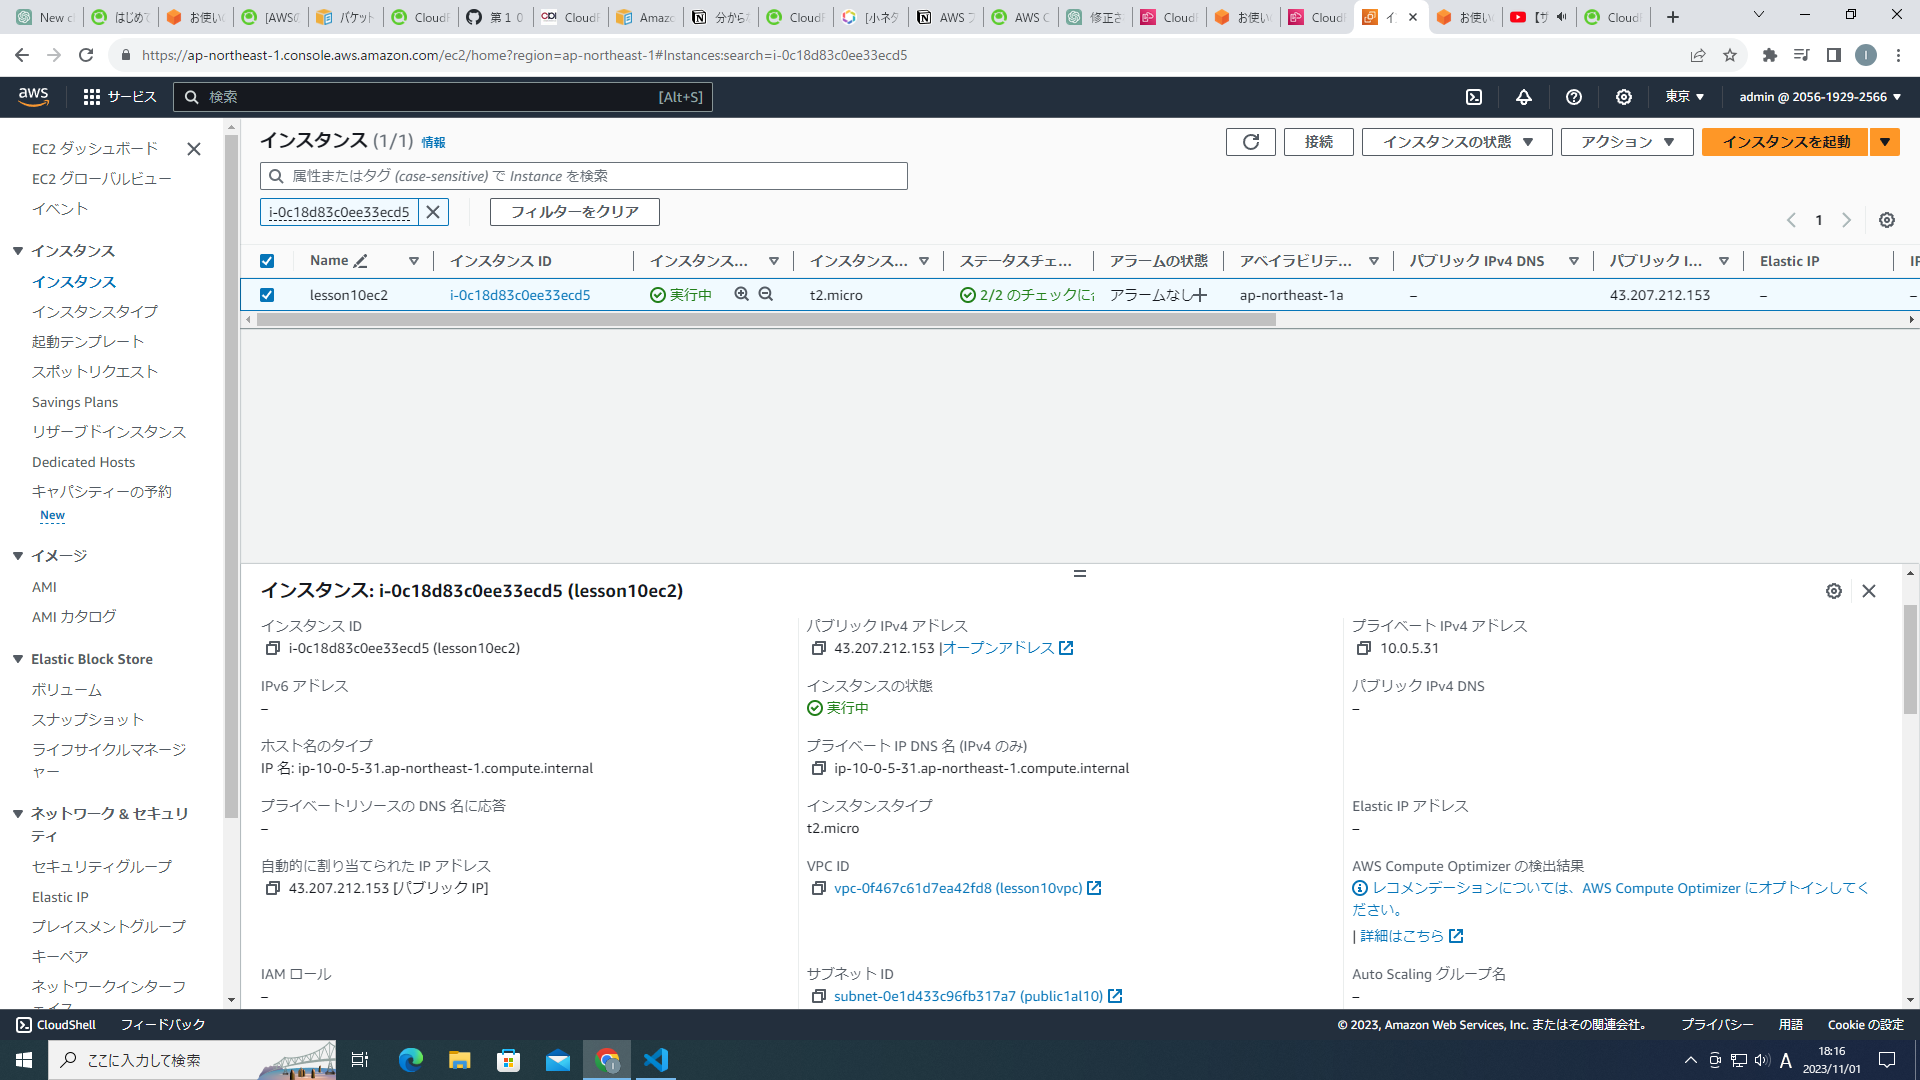 New c
はじめて
お使い
[AWSの
お使い
バケット
CloudF
第１０
CDI
CloudF
Amazo
分からな
CloudF
[小ネタ
AWS フ
AWS C
修正さ
CloudF
お使い
CloudF
イン
お使い
【サ
CloudF
https://ap-northeast-1.console.aws.amazon.com/ec2/home?region=ap-northeast-1#Instances:search=i-0c18d83c0ee33ecd5
I
aws
サービス
検索
[Alt+S]
東京
admin @ 2056-1929-2566
EC2 ダッシュボード
EC2 グローバルビュー
イベント
インスタンス
インスタンス
インスタンスタイプ
起動テンプレート
スポットリクエスト
Savings Plans
リザーブドインスタンス
Dedicated Hosts
キャパシティーの予約
New
イメージ
AMI
AMI カタログ
Elastic Block Store
ボリューム
スナップショット
ライフサイクルマネージ
ャー
ネットワーク & セキュリ
ティ
セキュリティグループ
Elastic IP
プレイスメントグループ
キーペア
ネットワークインターフ
ェイス
インスタンス (1/1) 情報
接続
インスタンスの状態
アクション
インスタンスを起動
属性またはタグ (case-sensitive) で Instance を検索
i-0c18d83c0ee33ecd5
フィルターをクリア
1
Name
インスタンス ID
インスタンス...
インスタンス...
ステータスチェ...
アラームの状態
アベイラビリテ...
パブリック IPv4 DNS
パブリック I...
Elastic IP
IP
lesson10ec2
i-0c18d83c0ee33ecd5
実行中
t2.micro
2/2 のチェックに合
アラームなし
ap-northeast-1a
–
43.207.212.153
–
–
インスタンス: i-0c18d83c0ee33ecd5 (lesson10ec2)
インスタンス ID
i-0c18d83c0ee33ecd5 (lesson10ec2)
パブリック IPv4 アドレス
43.207.212.153 |オープンアドレス
プライベート IPv4 アドレス
10.0.5.31
IPv6 アドレス
–
インスタンスの状態
実行中
パブリック IPv4 DNS
–
ホスト名のタイプ
IP 名: ip-10-0-5-31.ap-northeast-1.compute.internal
プライベート IP DNS 名 (IPv4 のみ)
ip-10-0-5-31.ap-northeast-1.compute.internal
プライベートリソースの DNS 名に応答
–
インスタンスタイプ
t2.micro
Elastic IP アドレス
–
自動的に割り当てられた IP アドレス
43.207.212.153 [パブリック IP]
VPC ID
vpc-0f467c61d7ea42fd8 (lesson10vpc)
AWS Compute Optimizer の検出結果
レコメンデーションについては、AWS Compute Optimizer にオプトインしてく
ださい。
| 詳細はこちら
IAM ロール
–
サブネット ID
subnet-0e1d433c96fb317a7 (public1al10)
Auto Scaling グループ名
–
CloudShell
フィードバック
© 2023, Amazon Web Services, Inc. またはその関連会社。
プライバシー
用語
Cookie の設定
ここに入力して検索
A
18:16
2023/11/01